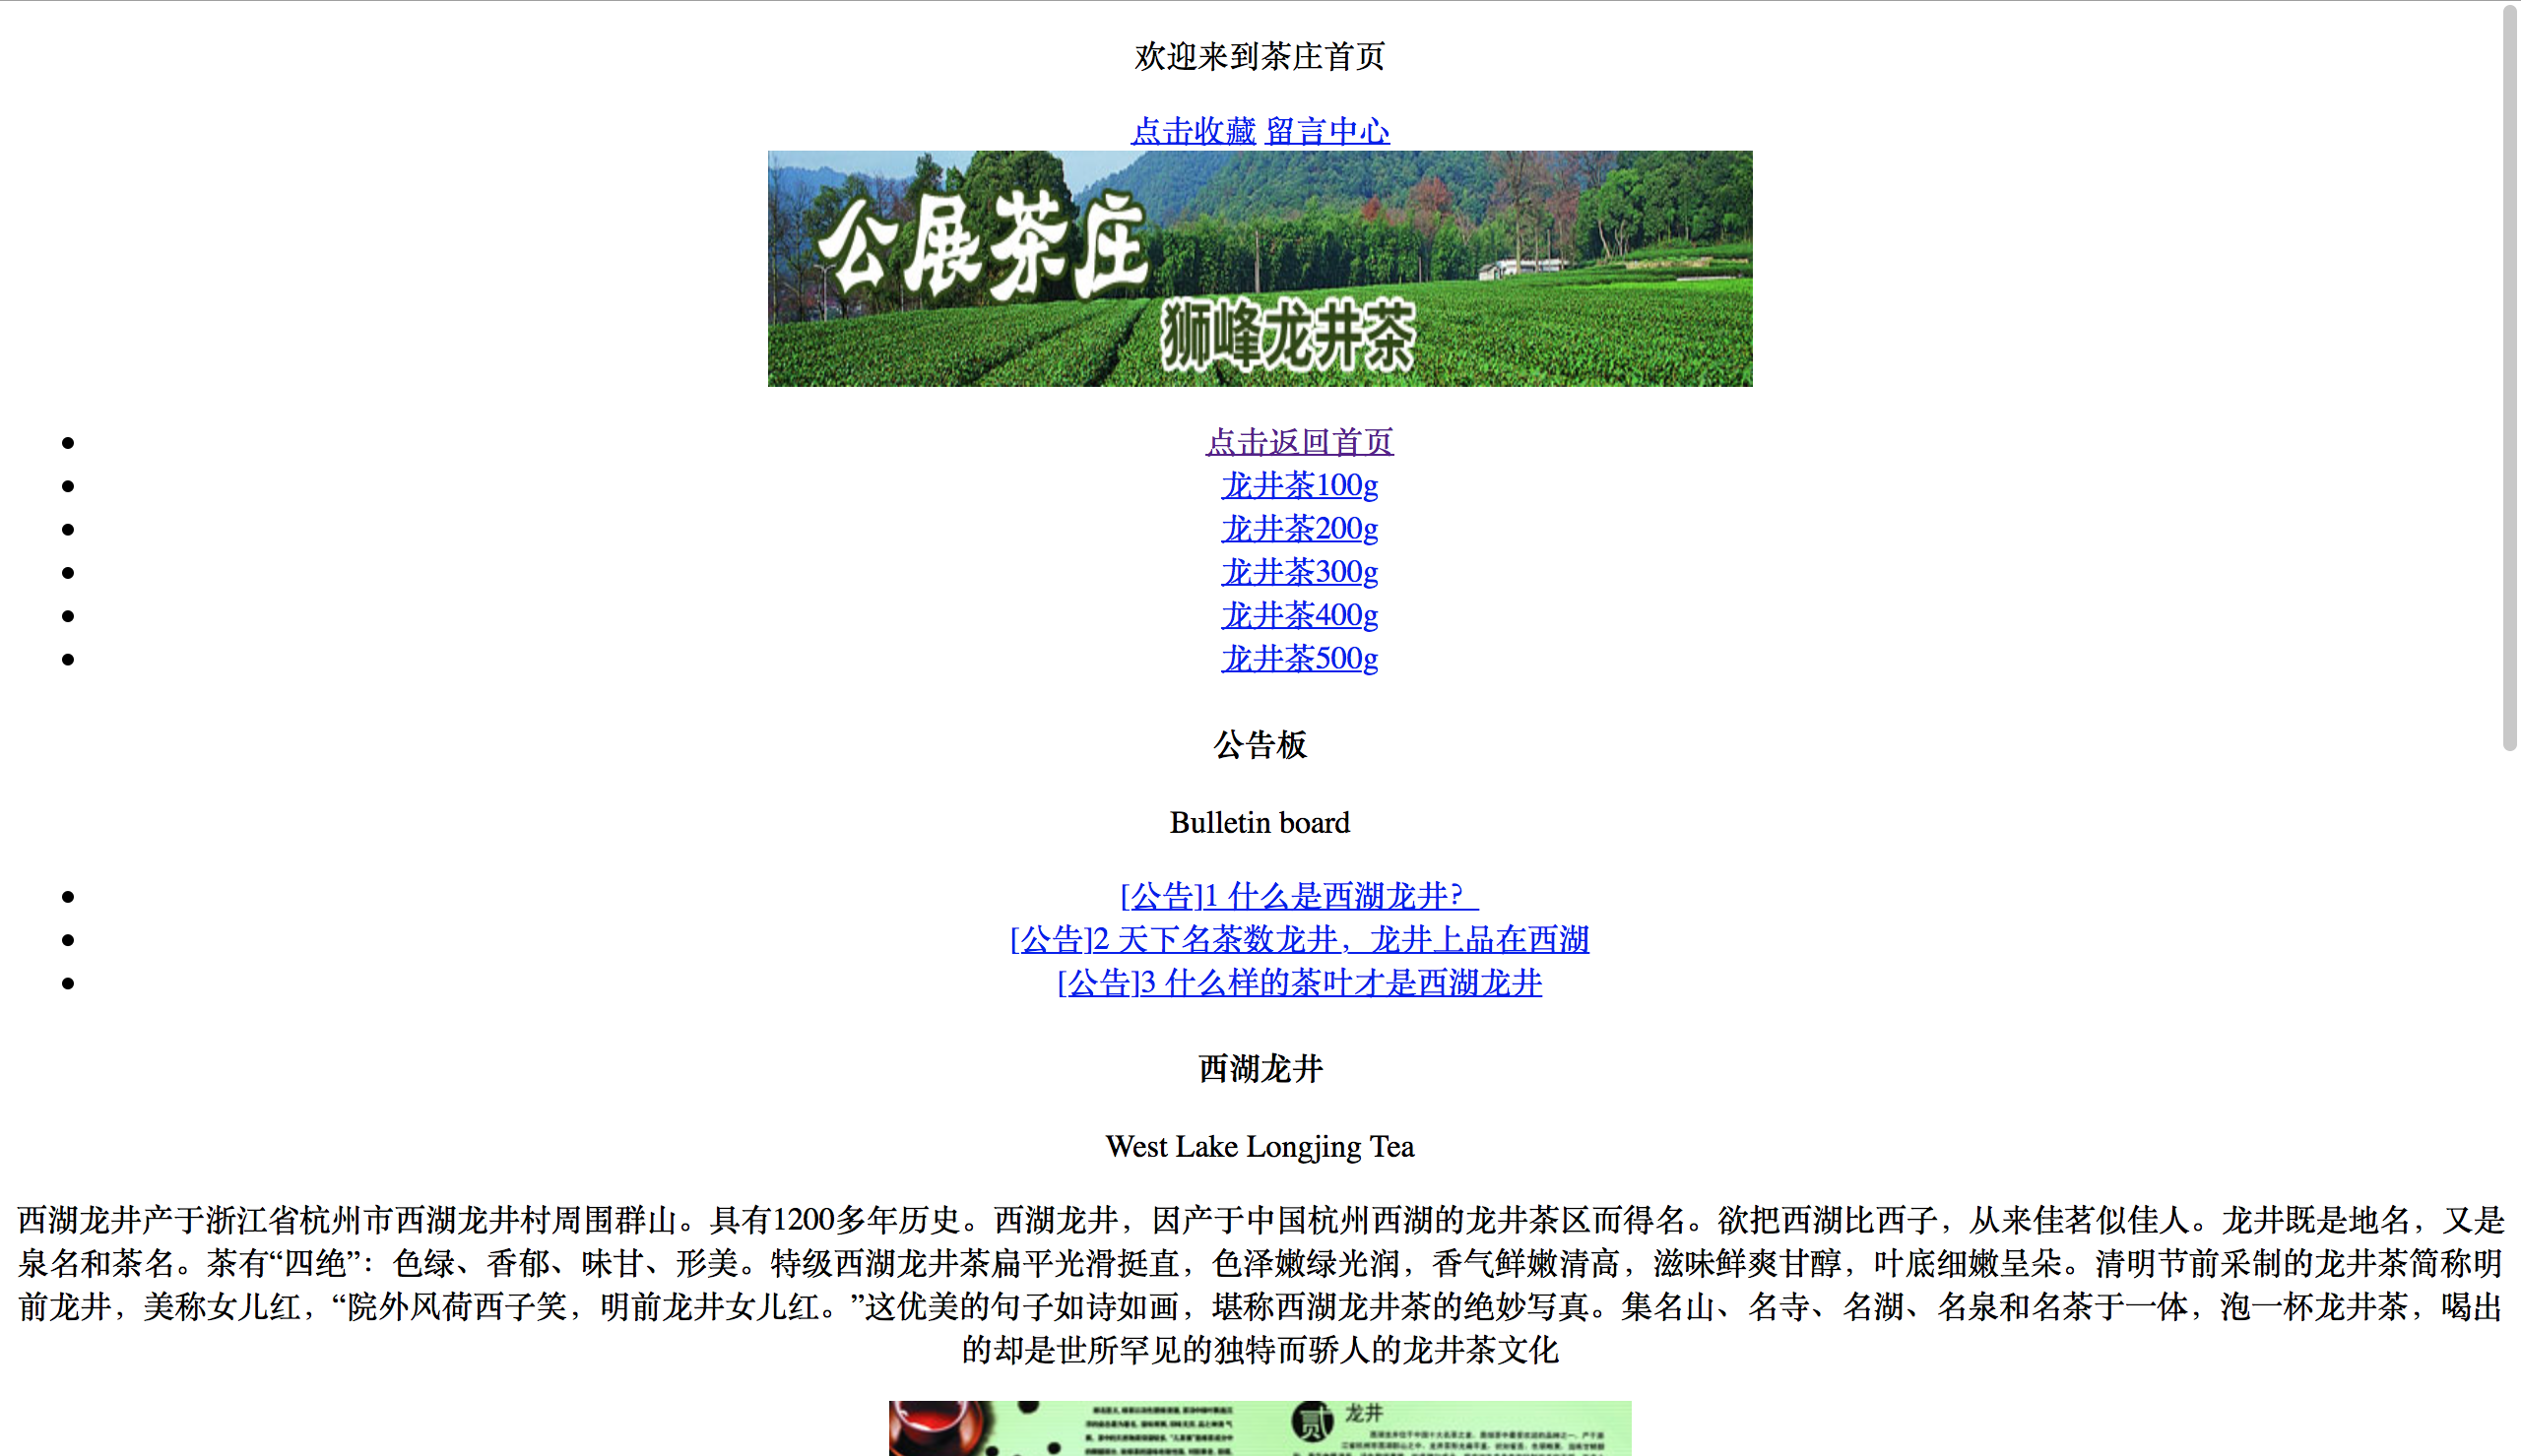 欢迎来到茶庄首页
点击收藏 留言中心
公展茶庄
狮峰龙井茶
点击返回首页
龙井茶100g
龙井茶200g
龙井茶300g
龙井茶400g
龙井茶500g
公告板
Bulletin board
[公告]1 什么是西湖龙井？
[公告]2 天下名茶数龙井，龙井上品在西湖
[公告]3 什么样的茶叶才是西湖龙井
西湖龙井
West Lake Longjing Tea
西湖龙井产于浙江省杭州市西湖龙井村周围群山。具有1200多年历史。西湖龙井，因产于中国杭州西湖的龙井茶区而得名。欲把西湖比西子，从来佳茗似佳人。龙井既是地名，又是
泉名和茶名。茶有“四绝”：色绿、香郁、味甘、形美。特级西湖龙井茶扁平光滑挺直，色泽嫩绿光润，香气鲜嫩清高，滋味鲜爽甘醇，叶底细嫩呈朵。清明节前采制的龙井茶简称明
前龙井，美称女儿红，“院外风荷西子笑，明前龙井女儿红。”这优美的句子如诗如画，堪称西湖龙井茶的绝妙写真。集名山、名寺、名湖、名泉和名茶于一体，泡一杯龙井茶，喝出
的却是世所罕见的独特而骄人的龙井茶文化
贰 龙井